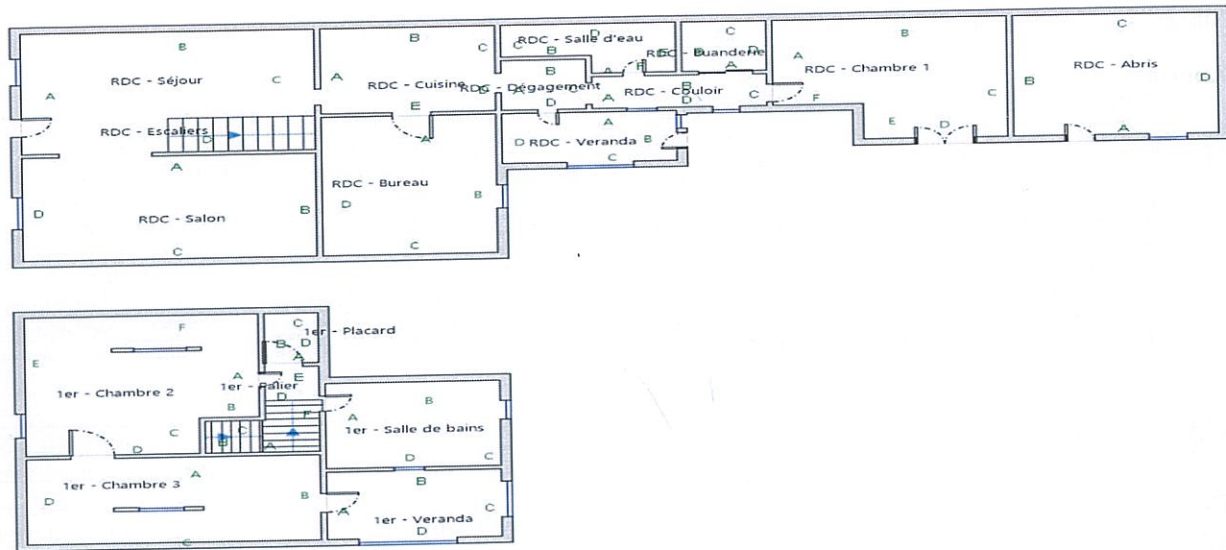 RDC - Séjour
B
C
A
RDC - Escaliers
D
A
RDC - Salon
D
B
C
B
C
A
RDC - Cuisine
E
D
A
RDC - Bureau
D
B
C
C
D
RDC - Salle d'eau
B
E
F
A
B
RDC - Dégagement
A
C
D
C
RDC - Buanderie
B
D
A
B
RDC - Couloir
A
C
D
A
RDC - Veranda
D
B
C
B
A
RDC - Chambre 1
C
F
E
D
C
RDC - Abris
B
D
A
F
E
A
1er - Chambre 2
B
C
D
C
1er - Placard
B
D
A
1er - Palier
E
D
F
C
B
A
B
A
1er - Salle de bains
D
C
A
1er - Chambre 3
D
B
C
B
C
A
1er - Veranda
D